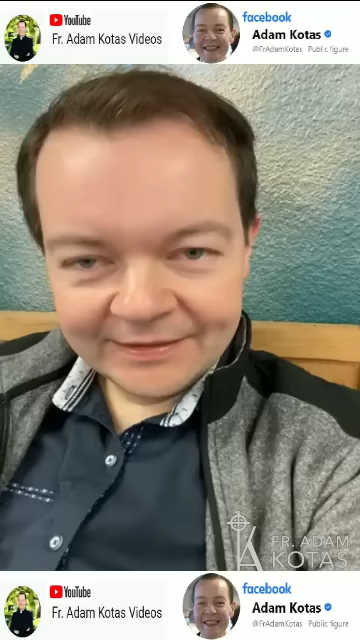 YouTube
Fr. Adam Kotas Videos
facebook
Adam Kotas
@FrAdamKotas · Public figure
FR. ADAM
KOTAS
YouTube
Fr. Adam Kotas Videos
facebook
Adam Kotas
@FrAdamKotas · Public figure